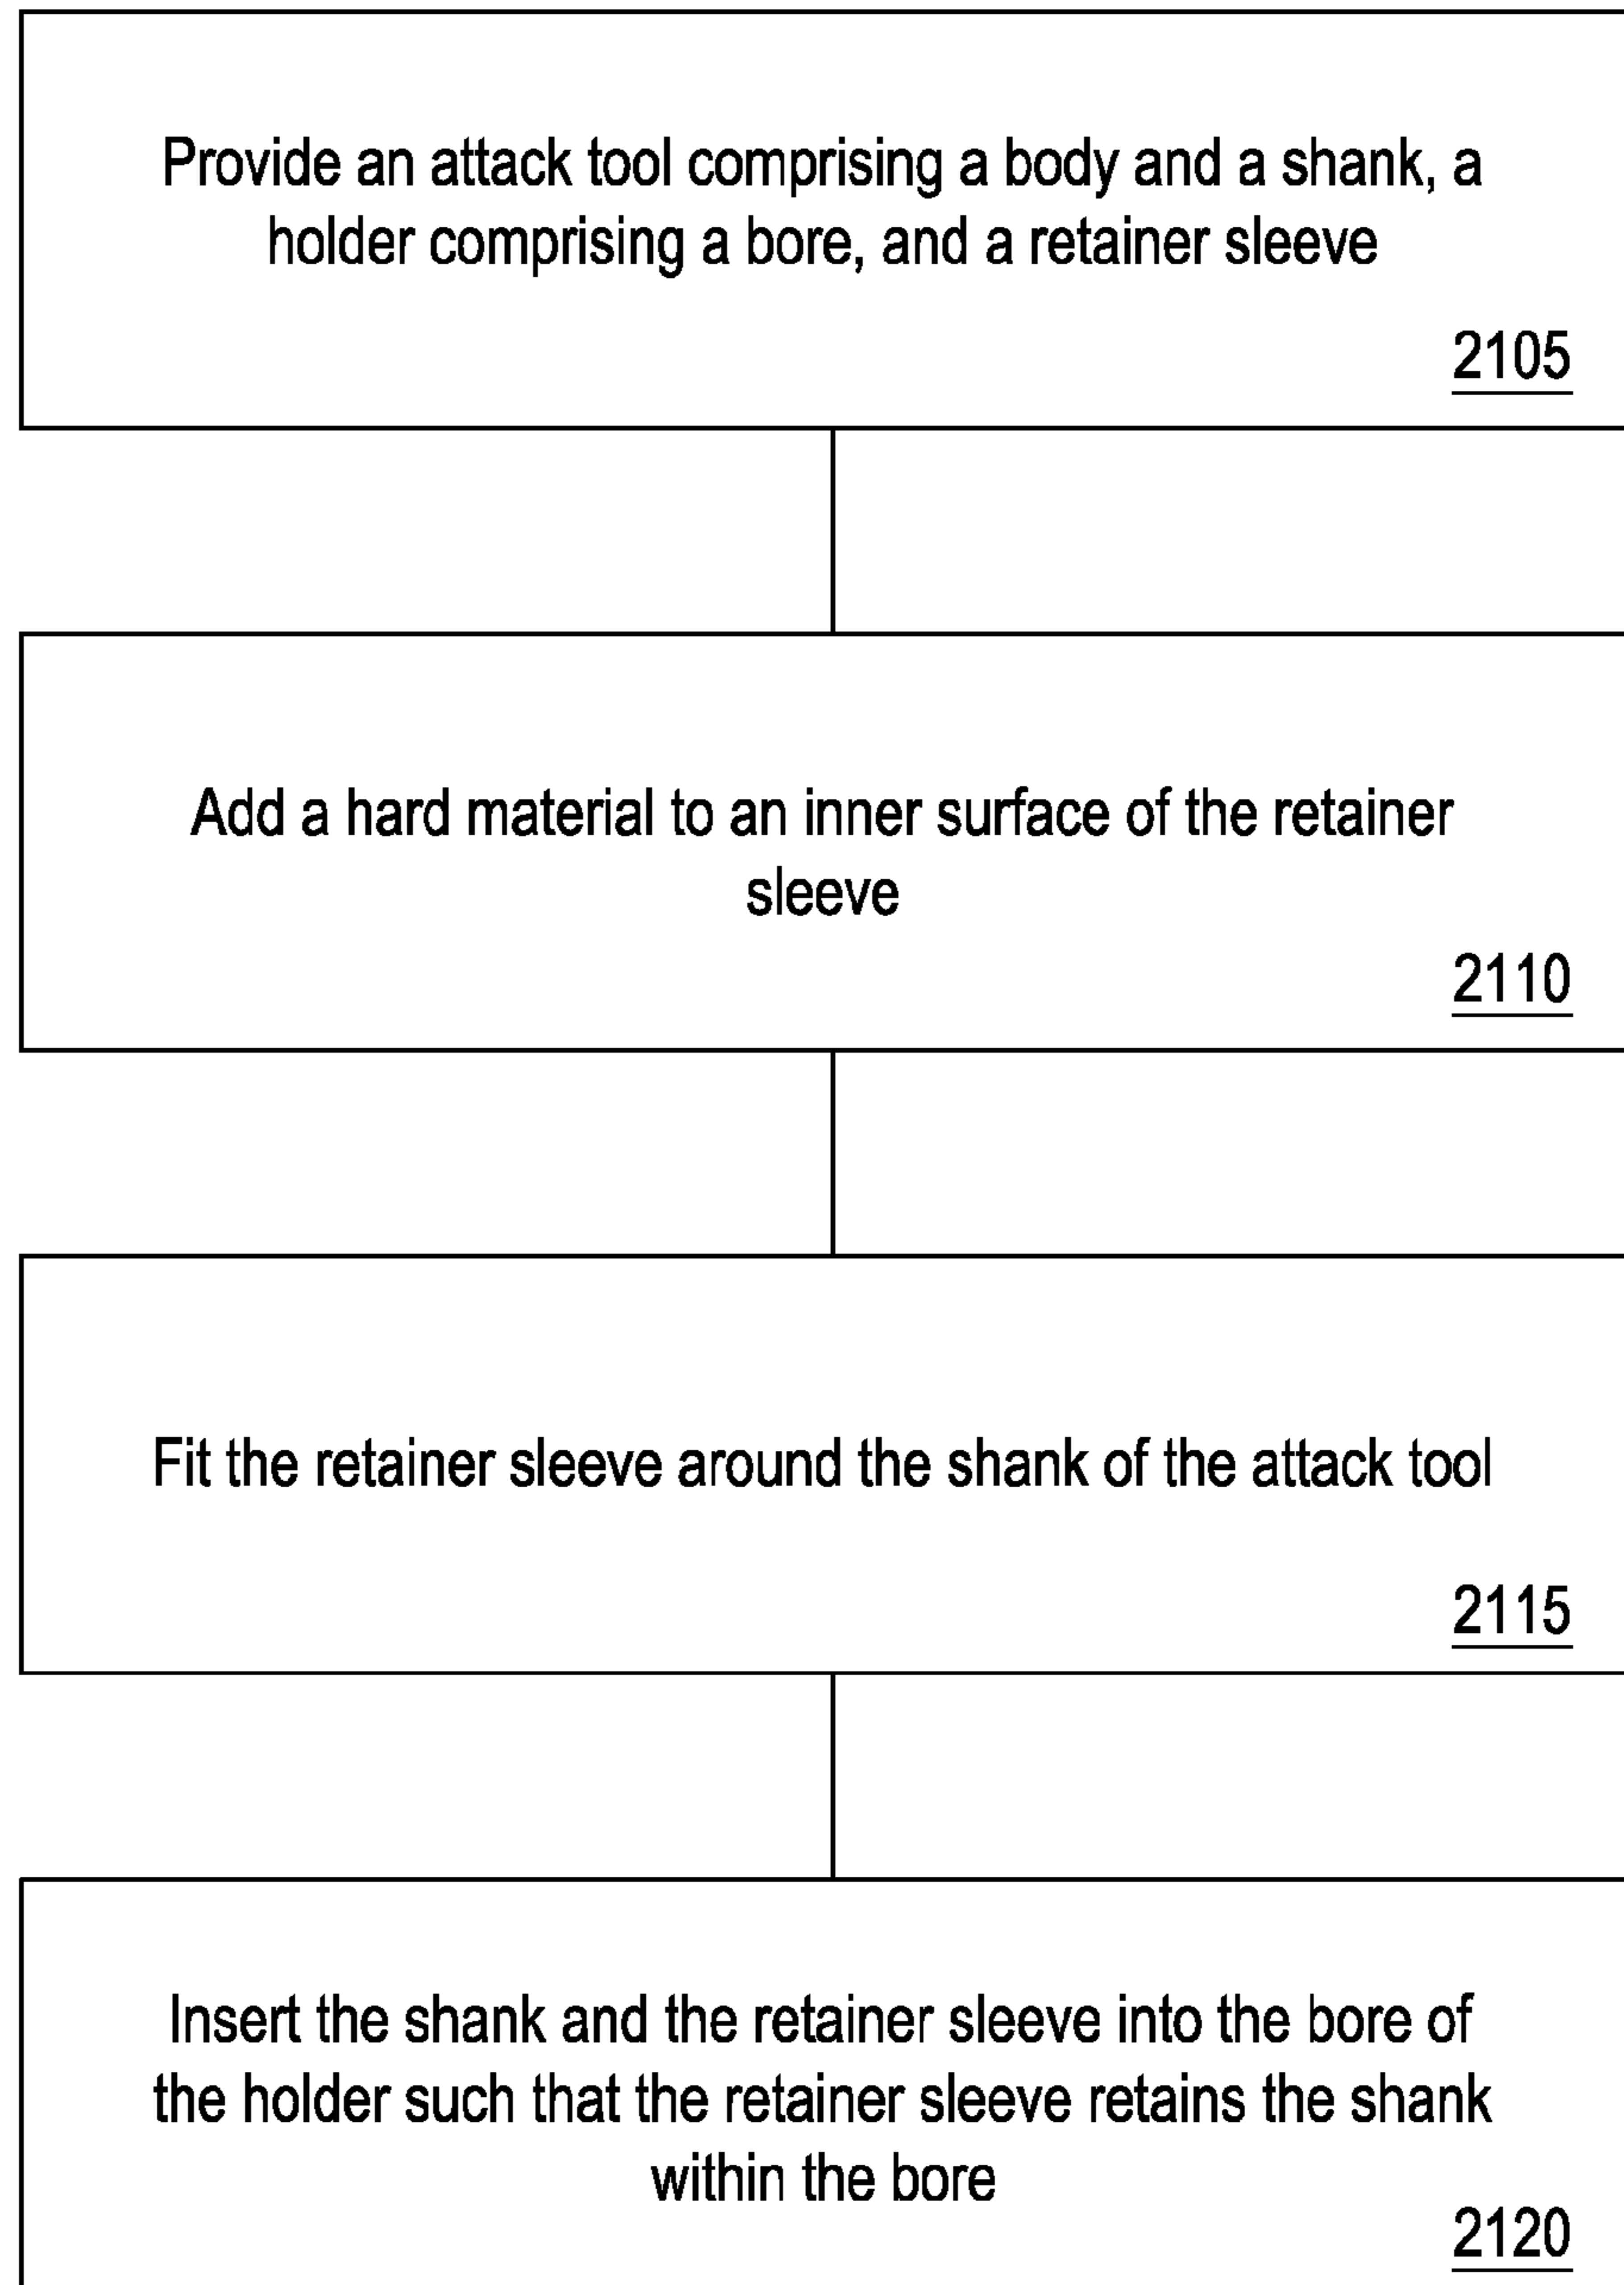 Provide an attack tool comprising a body and a shank, a
holder comprising a bore, and a retainer sleeve
2105
Add a hard material to an inner surface of the retainer
sleeve
2110
Fit the retainer sleeve around the shank of the attack tool
2115
Insert the shank and the retainer sleeve into the bore of
the holder such that the retainer sleeve retains the shank
within the bore
2120